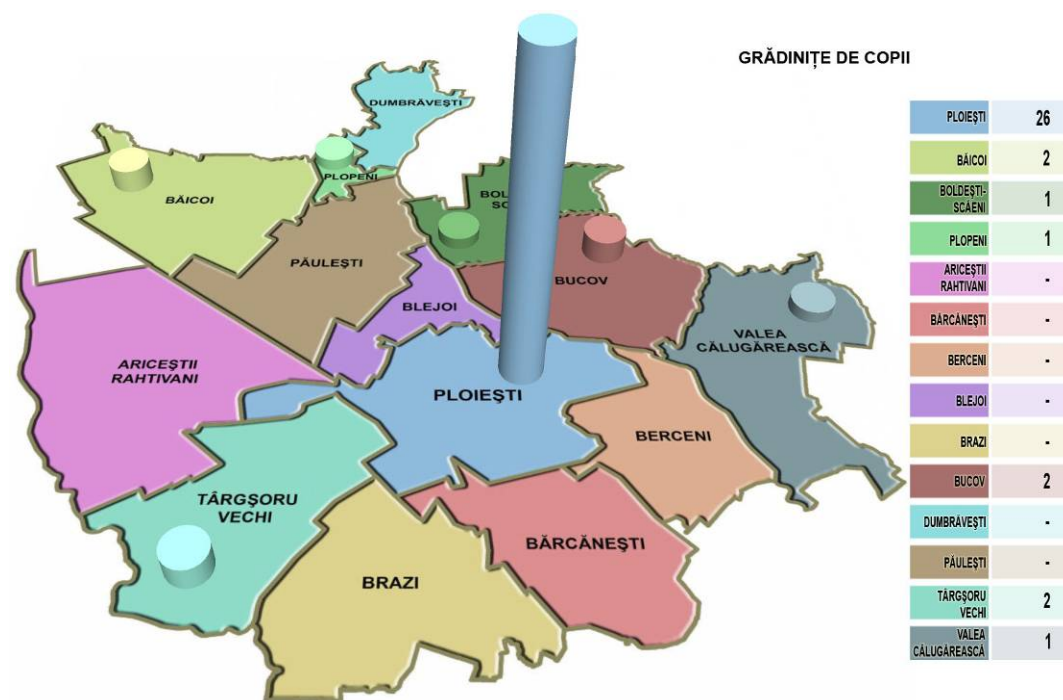 GRĂDINIȚE DE COPII
DUMBRĂVEȘTI
PLOPENI
BĂICOI
PĂULEȘTI
BLEJOI
BUCOV
VALEA
CĂLUGĂREASCĂ
ARICEȘTII
RAHTIVANI
PLOIEȘTI
BERCENI
TÂRGȘORU
VECHI
BĂRCĂNEȘTI
BRAZI
PLOIEȘTI 26
BĂICOI 2
BOLDEȘTI-
SCĂENI 1
PLOPENI 1
ARICEȘTII
RAHTIVANI -
BĂRCĂNEȘTI -
BERCENI -
BLEJOI -
BRAZI -
BUCOV 2
DUMBRĂVEȘTI -
PĂULEȘTI -
TÂRGȘORU
VECHI 2
VALEA
CĂLUGĂREASCĂ 1